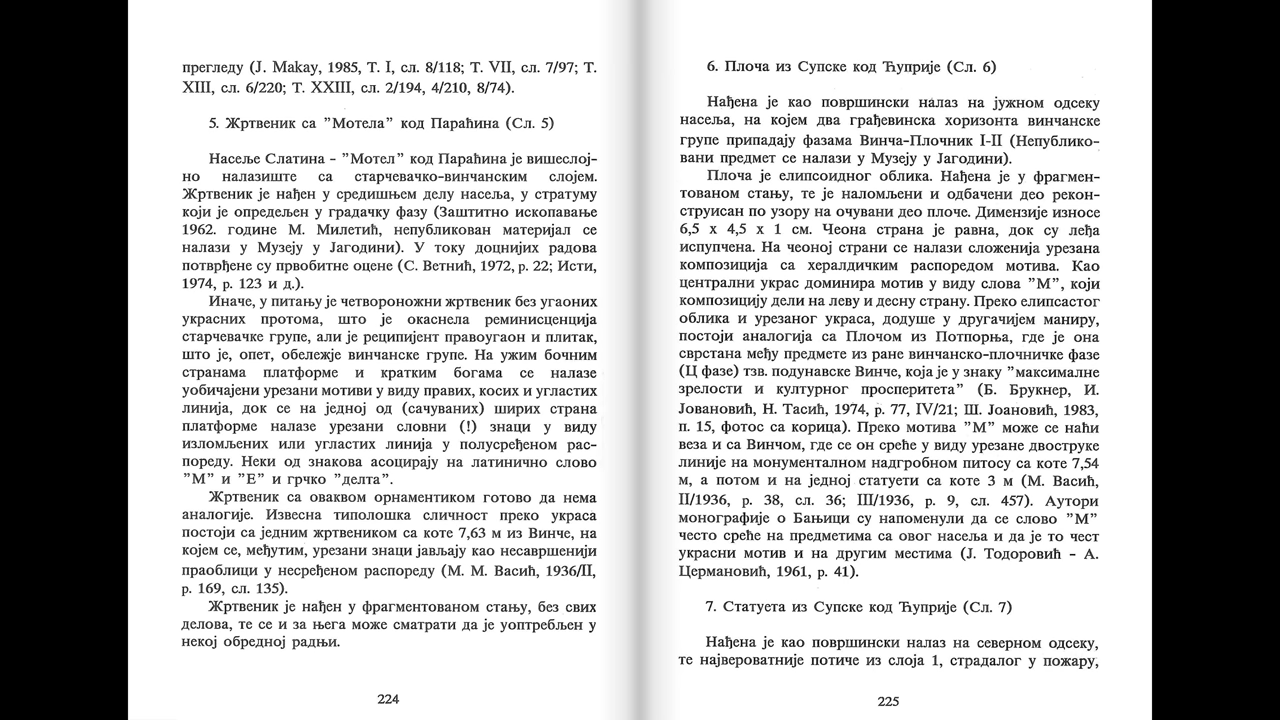 прегледу (J. Makay, 1985, Т. I, сл. 8/118; Т. VII, сл. 7/97; Т.
XIII, сл. 6/220; Т. XXIII, сл. 2/194, 4/210, 8/74).
5. Жртвеник са ”Мотела” код Параћина (Сл. 5)
Насеље Слатина - ”Мотел” код Параћина је вишеслој-
но налазиште са старчевачко-винчанским слојем.
Жртвеник је нађен у средишњем делу насеља, у стратуму
који је опредељен у градачку фазу (Заштитно ископавање
1962. године М. Милетић, непубликован материјал се
налази у Музеју у Јагодини). У току доцнијих радова
потврђене су првобитне оцене (С. Ветнић, 1972, р. 22; Исти,
1974, р. 123 и д.).
Иначе, у питању је четвороножни жртвеник без угаоних
украсних протома, што је окаснела реминисценција
старчевачке групе, али је реципијент правоугаон и плитак,
што је, опет, обележје винчанске групе. На ужим бочним
странама платформе и кратким богама се налазе
уобичајени урезани мотиви у виду правих, косих и угластих
линија, док се на једној од (сачуваних) ширих страна
платформе налазе урезани словни (!) знаци у виду
изломљених или угластих линија у полусређеном рас-
пореду. Неки од знакова асоцирају на латинично слово
”М” и ”Е” и грчко ”делта”.
Жртвеник са оваквом орнаментиком готово да нема
аналогије. Извесна типолошка сличност преко украса
постоји са једним жртвеником са коте 7,63 м из Винче, на
којем се, међутим, урезани знаци јављају као несавршенији
праоблици у несређеном распореду (М. М. Васић, 1936/II,
р. 169, сл. 135).
Жртвеник је нађен у фрагментованом стању, без свих
делова, те се и за њега може сматрати да је уоптребљен у
некој обредној радњи.
224
6. Плоча из Супске код Ћуприје (Сл. 6)
Нађена је као површински налаз на јужном одсеку
насеља, на којем два грађевинска хоризонта винчанске
групе припадају фазама Винча-Плочник I-II (Непублико-
вани предмет се налази у Музеју у Јагодини).
Плоча је елипсоидног облика. Нађена је у фрагмен-
тованом стању, те је наломљени и одбачени део рекон-
струисан по узору на очувани део плоче. Димензије износе
6,5 х 4,5 х 1 см. Чеона страна је равна, док су леђа
испупчена. На чеоној страни се налази сложенија урезана
композиција са хералдичким распоредом мотива. Као
централни украс доминира мотив у виду слова ”М”, који
композицију дели на леву и десну страну. Преко елипсастог
облика и урезаног украса, додуше у другачијем маниру,
постоји аналогија са Плочом из Потпорња, где је она
сврстана међу предмете из ране винчанско-плочничке фазе
(Ц фазе) тзв. подунавске Винче, која је у знаку ”максималне
зрелости и културног просперитета” (Б. Брукнер, И.
Јовановић, Н. Тасић, 1974, р. 77, IV/21; Ш. Јоановић, 1983,
п. 15, фотос са корица). Преко мотива ”М” може се наћи
веза и са Винчом, где се он среће у виду урезане двоструке
линије на монументалном надгробном питосу са коте 7,54
м, а потом и на једној статуети са коте 3 м (М. Васић,
II/1936, р. 38, сл. 36; III/1936, р. 9, сл. 457). Аутори
монографије о Бањици су напоменули да се слово ”М”
често среће на предметима са овог насеља и да је то чест
украсни мотив и на другим местима (Ј. Тодоровић - А.
Цермановић, 1961, р. 41).
7. Статуета из Супске код Ћуприје (Сл. 7)
Нађена је као површински налаз на северном одсеку,
те највероватније потиче из слоја 1, страдалог у пожару,
225